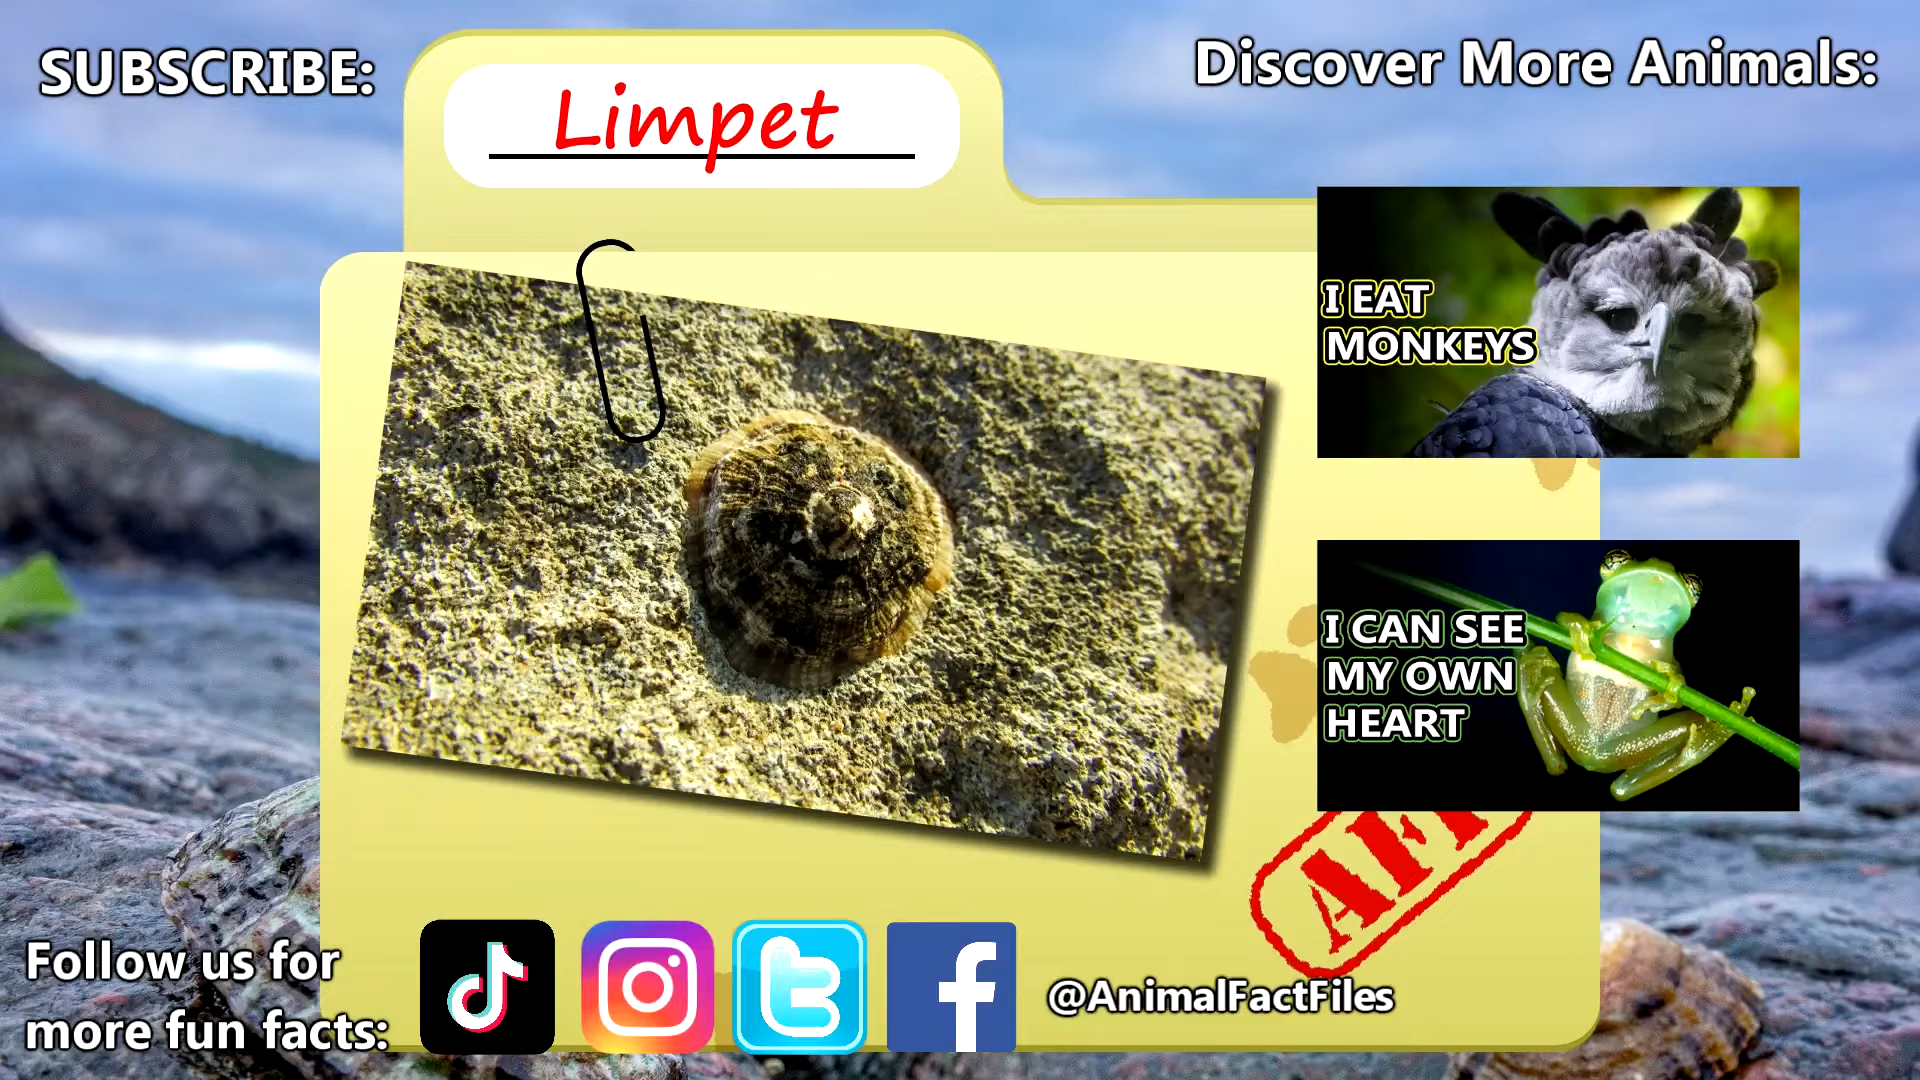 SUBSCRIBE:
Limpet
Discover More Animals:
I EAT
MONKEYS
I CAN SEE
MY OWN
HEART
AFF
Follow us for
more fun facts:
@AnimalFactFiles